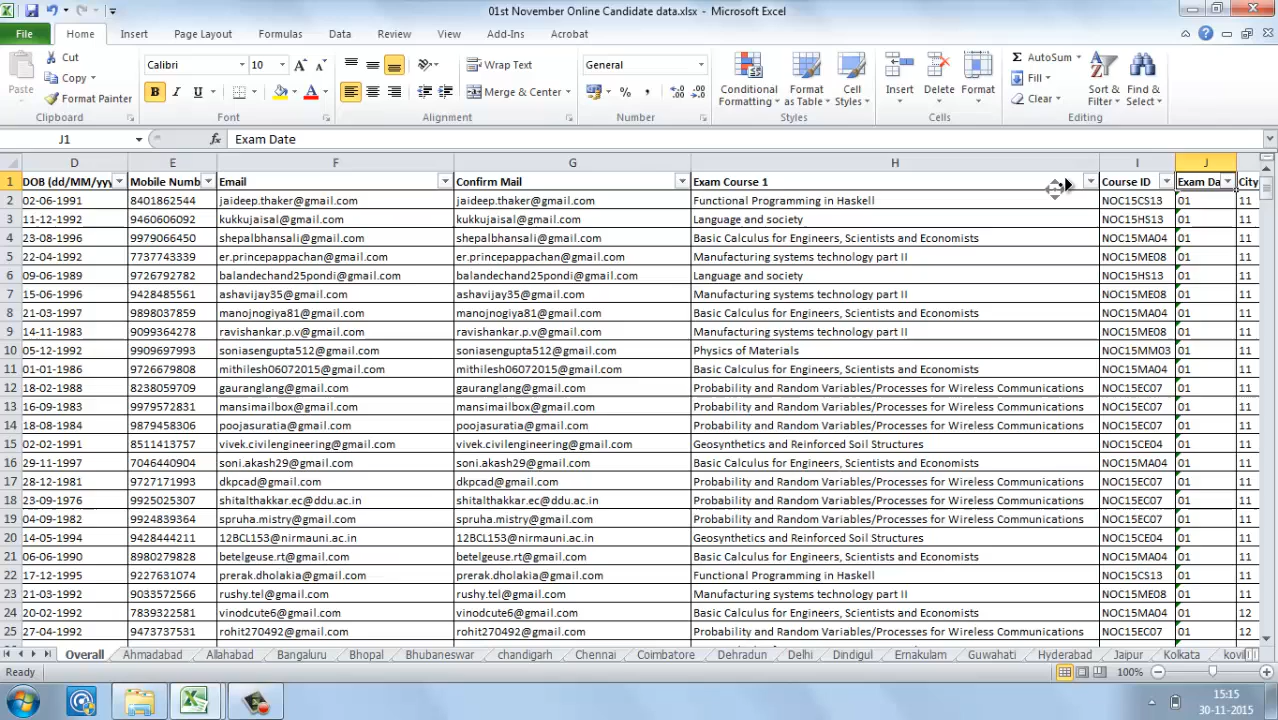 01st November Online Candidate data.xlsx - Microsoft Excel
File Home Insert Page Layout Formulas Data Review View Add-Ins Acrobat
Paste Cut Copy Format Painter Clipboard
Calibri 10 B I U A A A Font
Wrap Text Merge & Center Alignment
General % , Number
Conditional Formatting Format as Table Cell Styles Styles
Insert Delete Format Cells
Σ AutoSum Fill Clear Sort & Filter Find & Select Editing
J1 fx Exam Date
D E F G H I J
1 DOB (dd/MM/yyy Mobile Numb Email Confirm Mail Exam Course 1 Course ID Exam Da City
2 02-06-1991 8401862544 jaideep.thaker@gmail.com jaideep.thaker@gmail.com Functional Programming in Haskell NOC15CS13 01 11
3 11-12-1992 9460606092 kukkujaisal@gmail.com kukkujaisal@gmail.com Language and society NOC15HS13 01 11
4 23-08-1996 9979066450 shepalbhansali@gmail.com shepalbhansali@gmail.com Basic Calculus for Engineers, Scientists and Economists NOC15MA04 01 11
5 22-04-1992 7737743339 er.princepappachan@gmail.com er.princepappachan@gmail.com Manufacturing systems technology part II NOC15ME08 01 11
6 09-06-1989 9726792782 balandechand25pondi@gmail.com balandechand25pondi@gmail.com Language and society NOC15HS13 01 11
7 15-06-1996 9428485561 ashavijay35@gmail.com ashavijay35@gmail.com Manufacturing systems technology part II NOC15ME08 01 11
8 21-03-1997 9898037859 manojnogiya81@gmail.com manojnogiya81@gmail.com Basic Calculus for Engineers, Scientists and Economists NOC15MA04 01 11
9 14-11-1983 9099364278 ravishankar.p.v@gmail.com ravishankar.p.v@gmail.com Manufacturing systems technology part II NOC15ME08 01 11
10 05-12-1992 9909697993 soniasengupta512@gmail.com soniasengupta512@gmail.com Physics of Materials NOC15MM03 01 11
11 01-01-1986 9726679808 mithilesh06072015@gmail.com mithilesh06072015@gmail.com Basic Calculus for Engineers, Scientists and Economists NOC15MA04 01 11
12 18-02-1988 8238059709 gauranglang@gmail.com gauranglang@gmail.com Probability and Random Variables/Processes for Wireless Communications NOC15EC07 01 11
13 16-09-1983 9979572831 mansimailbox@gmail.com mansimailbox@gmail.com Probability and Random Variables/Processes for Wireless Communications NOC15EC07 01 11
14 18-08-1984 9879458306 poojasuratia@gmail.com poojasuratia@gmail.com Probability and Random Variables/Processes for Wireless Communications NOC15EC07 01 11
15 02-02-1991 8511413757 vivek.civilengineering@gmail.com vivek.civilengineering@gmail.com Geosynthetics and Reinforced Soil Structures NOC15CE04 01 11
16 29-11-1997 7046440904 soni.akash29@gmail.com soni.akash29@gmail.com Basic Calculus for Engineers, Scientists and Economists NOC15MA04 01 11
17 28-12-1981 9727171993 dkpcad@gmail.com dkpcad@gmail.com Probability and Random Variables/Processes for Wireless Communications NOC15EC07 01 11
18 23-09-1976 9925025307 shitalthakkar.ec@ddu.ac.in shitalthakkar.ec@ddu.ac.in Probability and Random Variables/Processes for Wireless Communications NOC15EC07 01 11
19 04-09-1982 9924839364 spruha.mistry@gmail.com spruha.mistry@gmail.com Probability and Random Variables/Processes for Wireless Communications NOC15EC07 01 11
20 14-05-1994 9428444211 12BCL153@nirmauni.ac.in 12BCL153@nirmauni.ac.in Geosynthetics and Reinforced Soil Structures NOC15CE04 01 11
21 06-06-1990 8980279828 betelgeuse.rt@gmail.com betelgeuse.rt@gmail.com Basic Calculus for Engineers, Scientists and Economists NOC15MA04 01 11
22 17-12-1995 9227631074 prerak.dholakia@gmail.com prerak.dholakia@gmail.com Functional Programming in Haskell NOC15CS13 01 11
23 21-03-1992 9033572566 rushy.tel@gmail.com rushy.tel@gmail.com Manufacturing systems technology part II NOC15ME08 01 11
24 20-02-1992 7839322581 vinodcute6@gmail.com vinodcute6@gmail.com Basic Calculus for Engineers, Scientists and Economists NOC15MA04 01 12
25 27-04-1992 9473737531 rohit270492@gmail.com rohit270492@gmail.com Probability and Random Variables/Processes for Wireless Communications NOC15EC07 01 12
Overall Ahmadabad Allahabad Bangaluru Bhopal Bhubaneswar chandigarh Chennai Coimbatore Dehradun Delhi Dindigul Ernakulam Guwahati Hyderabad Jaipur Kolkata kovi
Ready 100%
15:15
30-11-2015